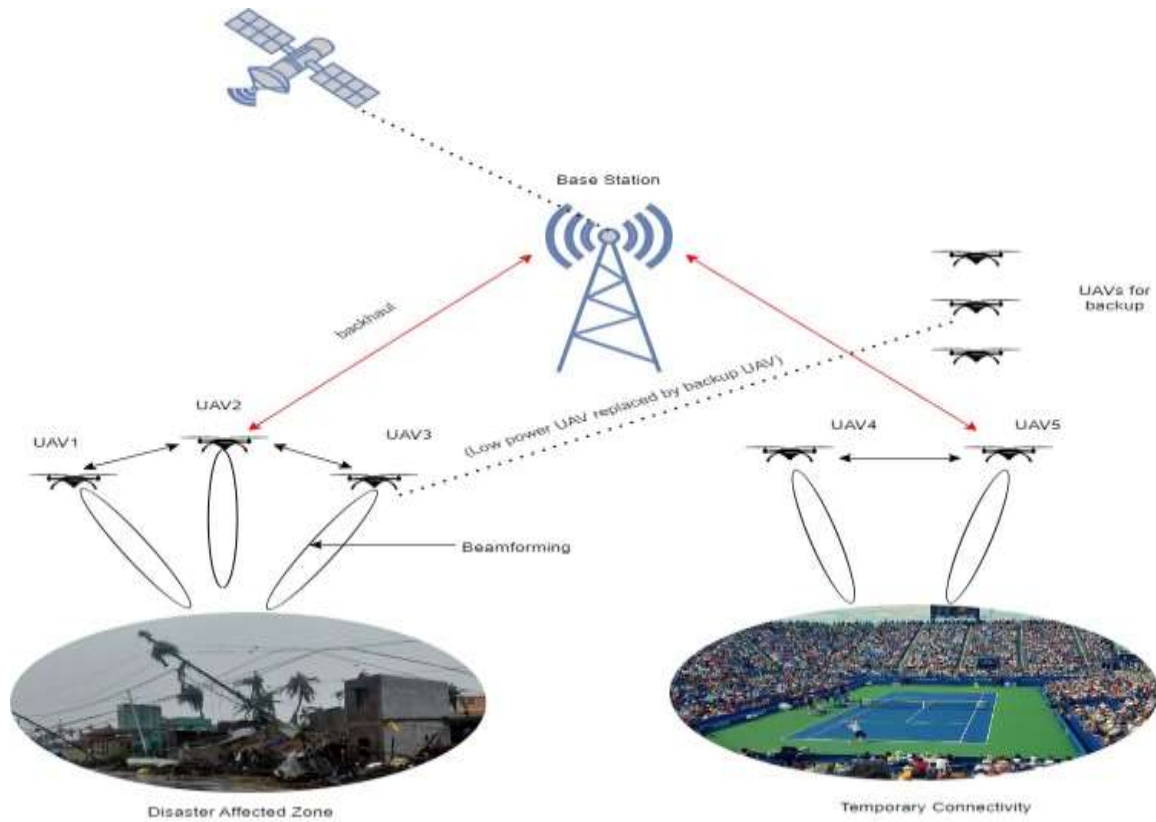 Base Station
UAVs for
backup
backhaul
(Low power UAV replaced by backup UAV)
UAV2
UAV1
UAV3
UAV4
UAV5
Beamforming
Disaster Affected Zone
Temporary Connectivity